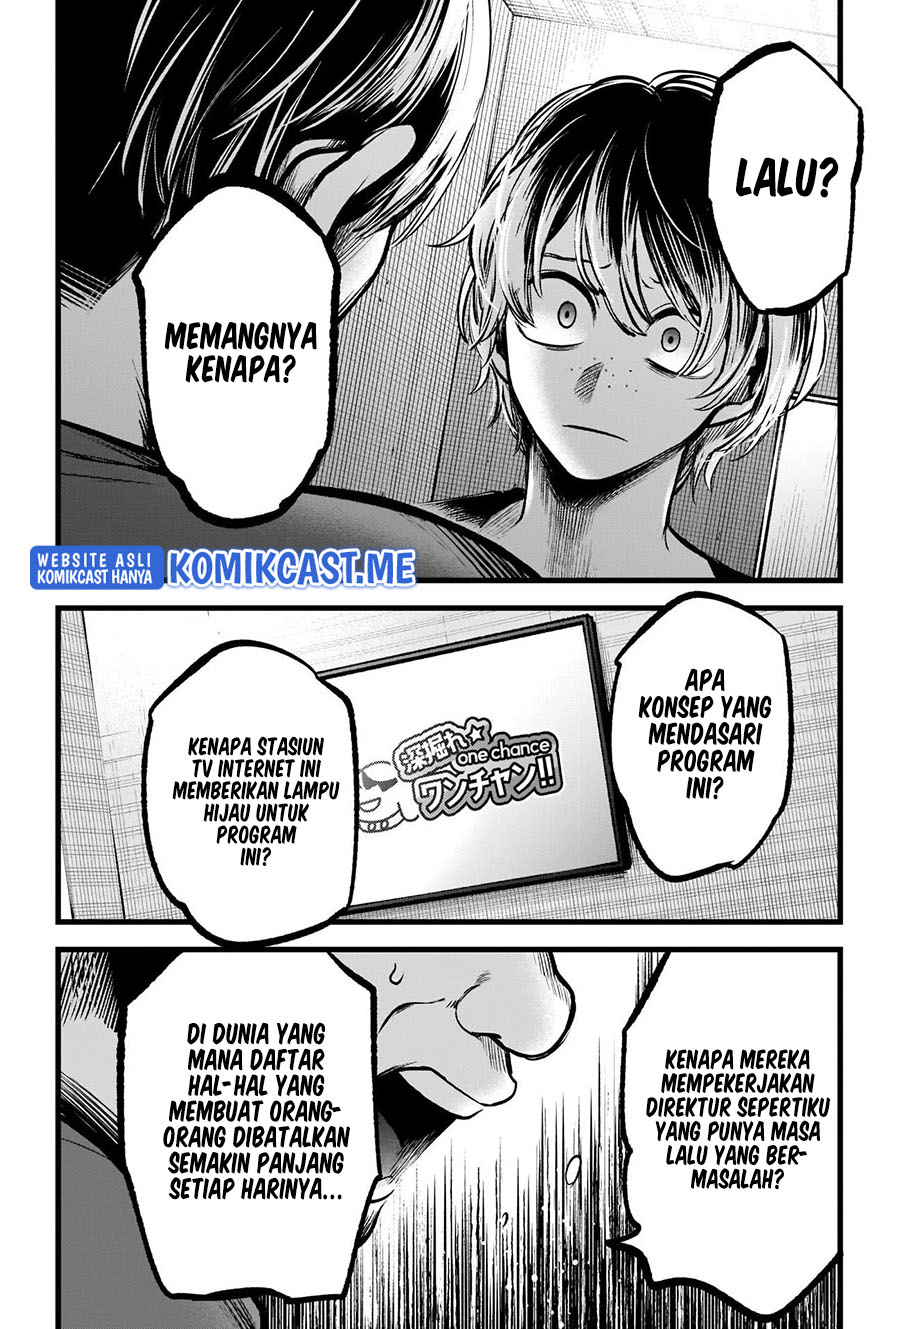 LALU?
MEMANGNYA
KENAPA?
WEBSITE ASLI
KOMIKCAST HANYA
KOMIKCAST.ME
APA
KONSEP YANG
MENDASARI
PROGRAM
INI?
深掘れ☆
one chance
ワンチャン!!
KENAPA STASIUN
TV INTERNET INI
MEMBERIKAN LAMPU
HIJAU UNTUK
PROGRAM
INI?
KENAPA MEREKA
MEMPEKERJAKAN
DIREKTUR SEPERTIKU
YANG PUNYA MASA
LALU YANG BER-
MASALAH?
DI DUNIA YANG
MANA DAFTAR
HAL-HAL YANG
MEMBUAT ORANG-
ORANG DIBATALKAN
SEMAKIN PANJANG
SETIAP HARINYA...